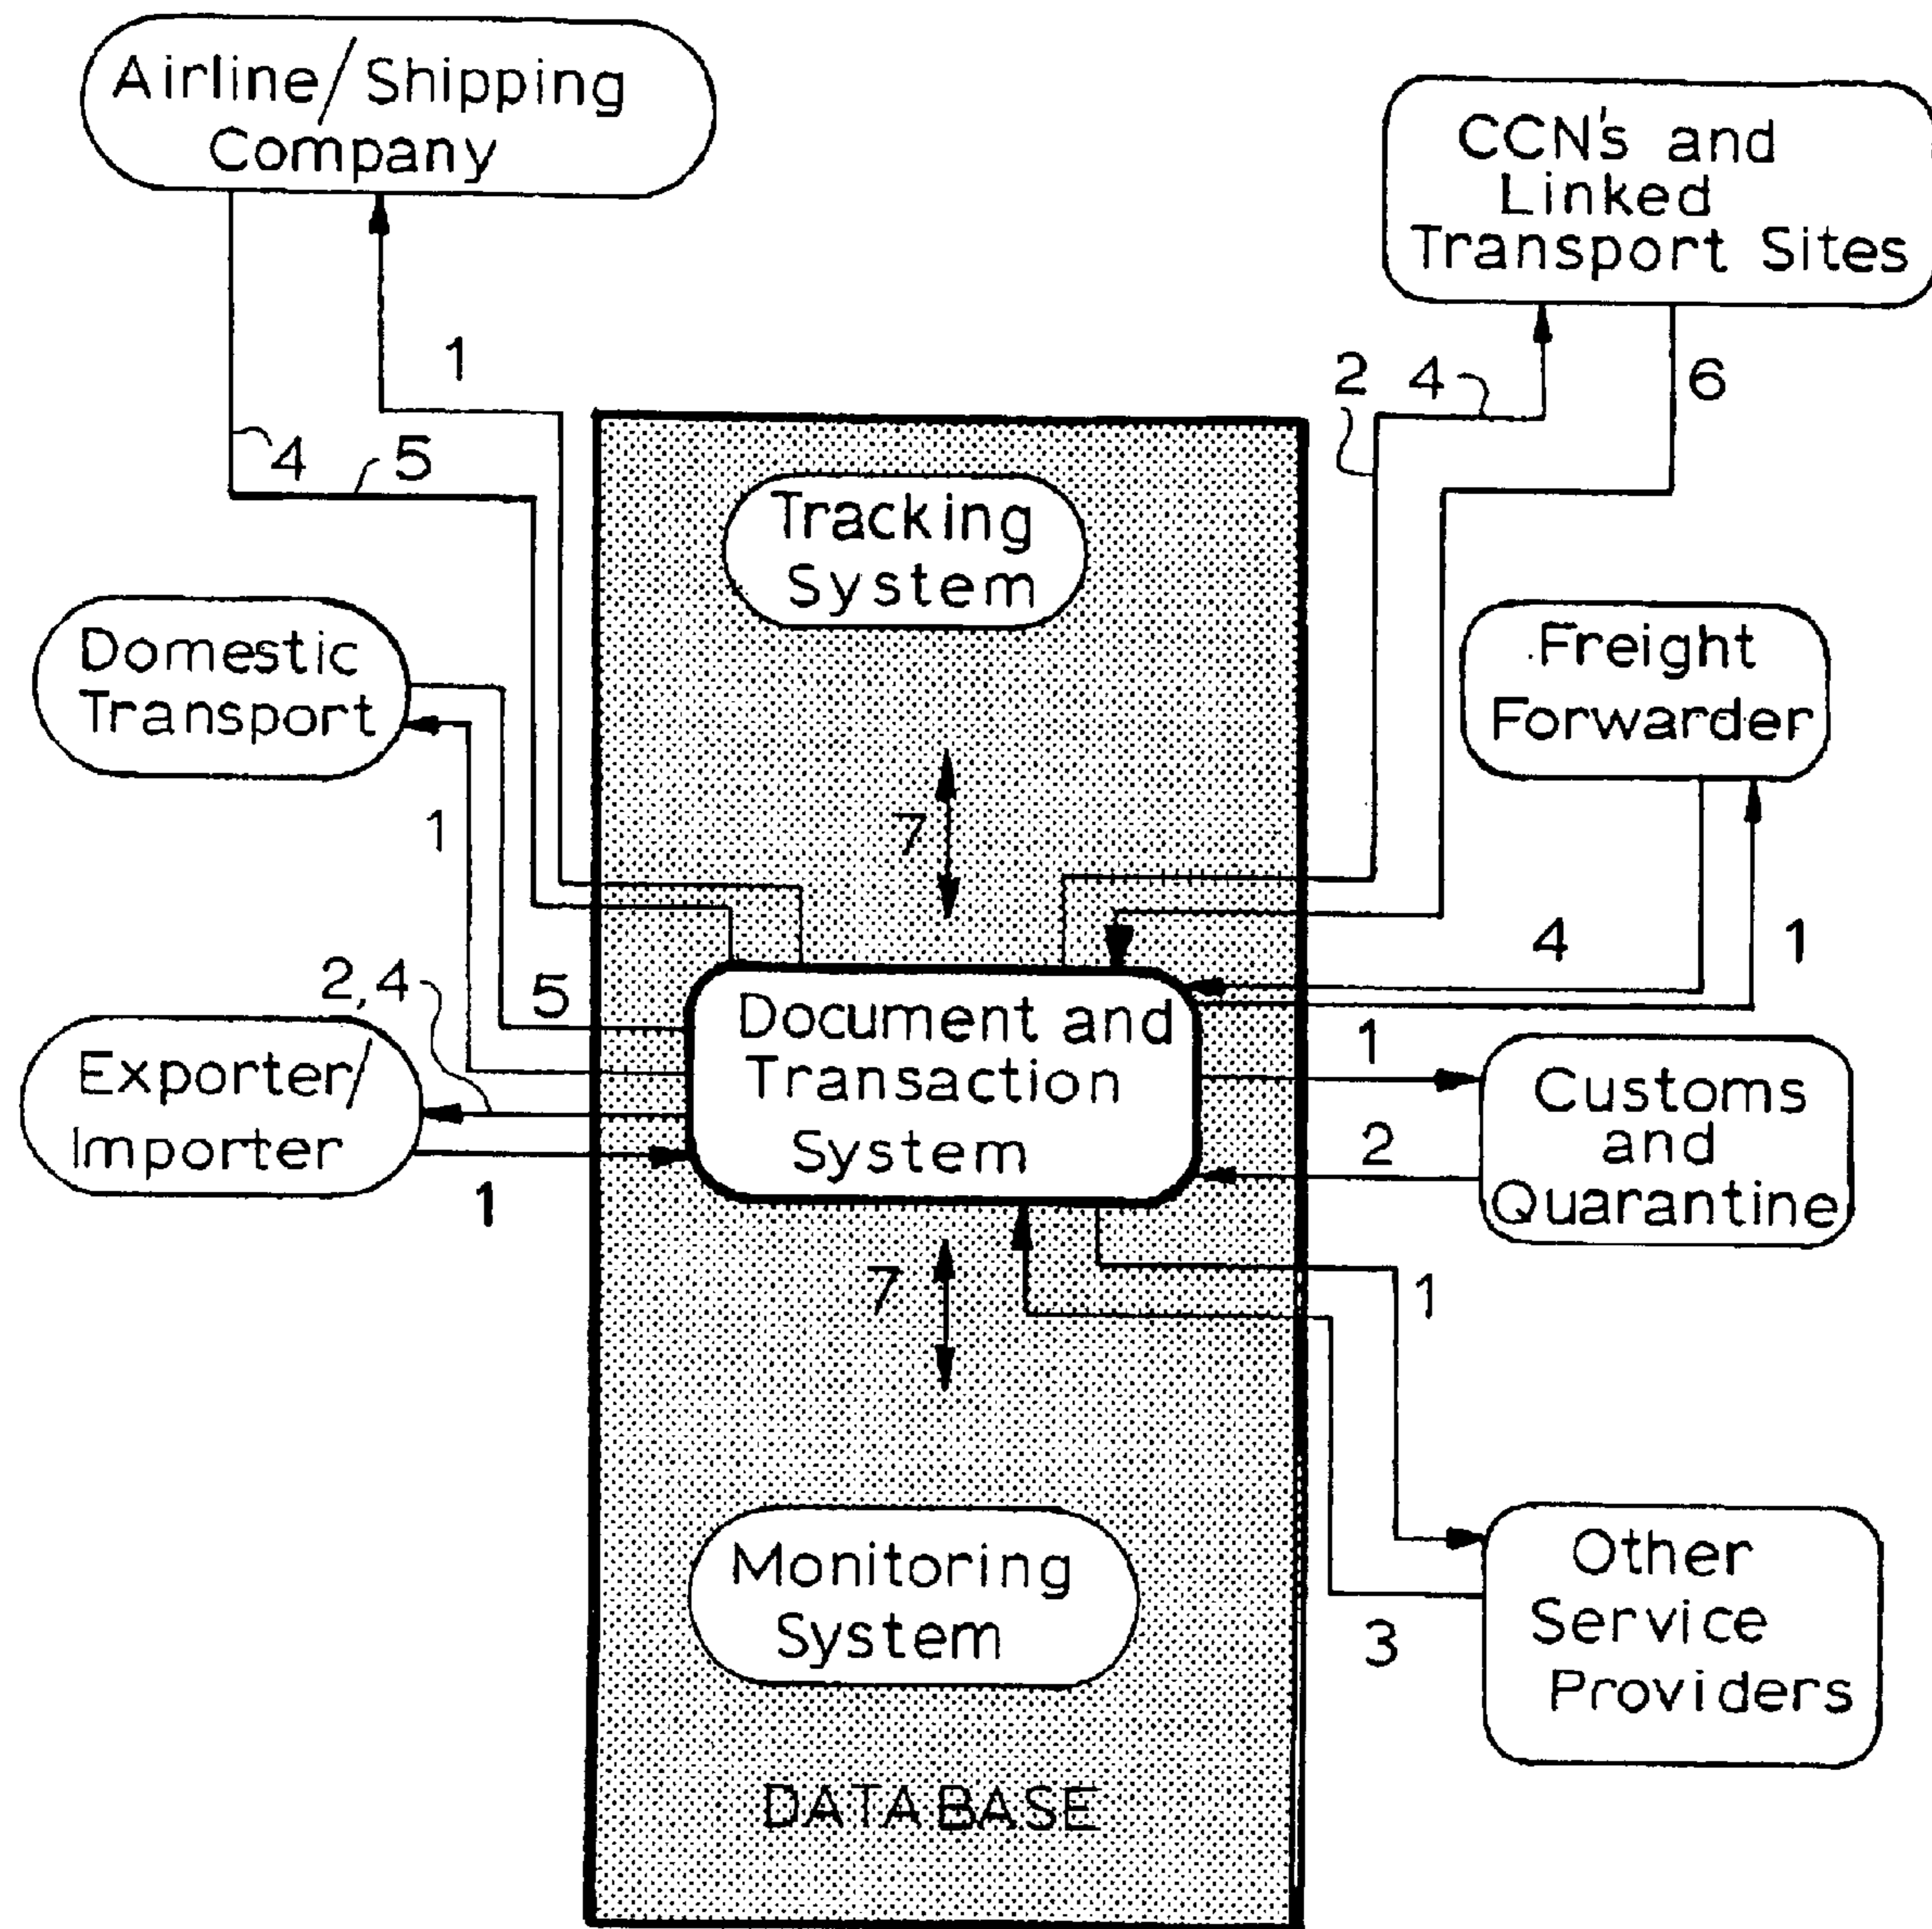 Airline/Shipping
Company
CCN's and
Linked
Transport Sites
1
2 4
6
4
5
Tracking
System
Domestic
Transport
Freight
Forwarder
1
7
4
1
2,4
5
Document and
Transaction
System
1
Exporter/
Importer
Customs
and
Quarantine
2
1
7
1
Other
Service
Providers
Monitoring
System
3
DATABASE